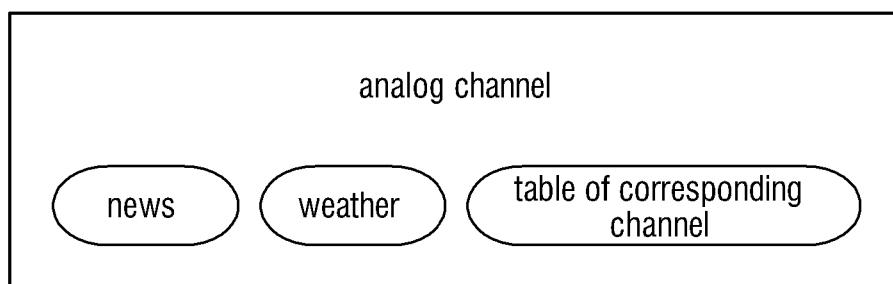 analog channel
news
weather
table of corresponding
channel